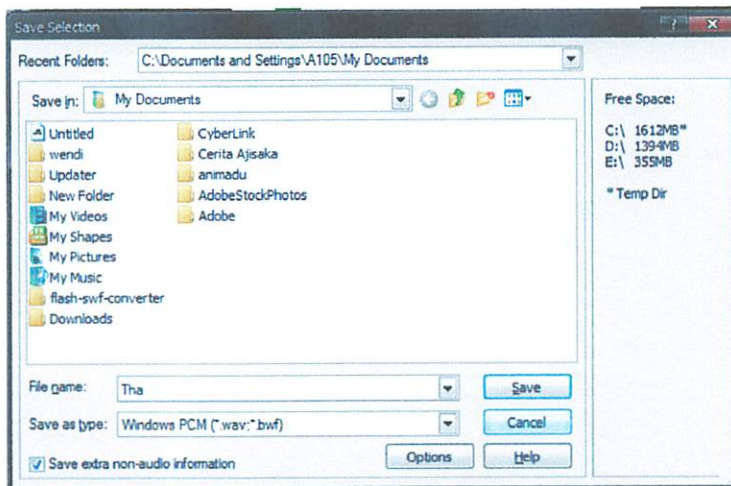 Save Selection
Recent Folders: C:\Documents and Settings\A105\My Documents
Save in: My Documents
Untitled
wendi
Updater
New Folder
My Videos
My Shapes
My Pictures
My Music
flash-swf-converter
Downloads
CyberLink
Cerita Ajisaka
animadu
AdobeStockPhotos
Adobe
Free Space:
C:\ 1612MB*
D:\ 1394MB
E:\ 355MB
* Temp Dir
File name: Tha
Save
Save as type: Windows PCM (*.wav;*.bwf)
Cancel
Save extra non-audio information
Options
Help